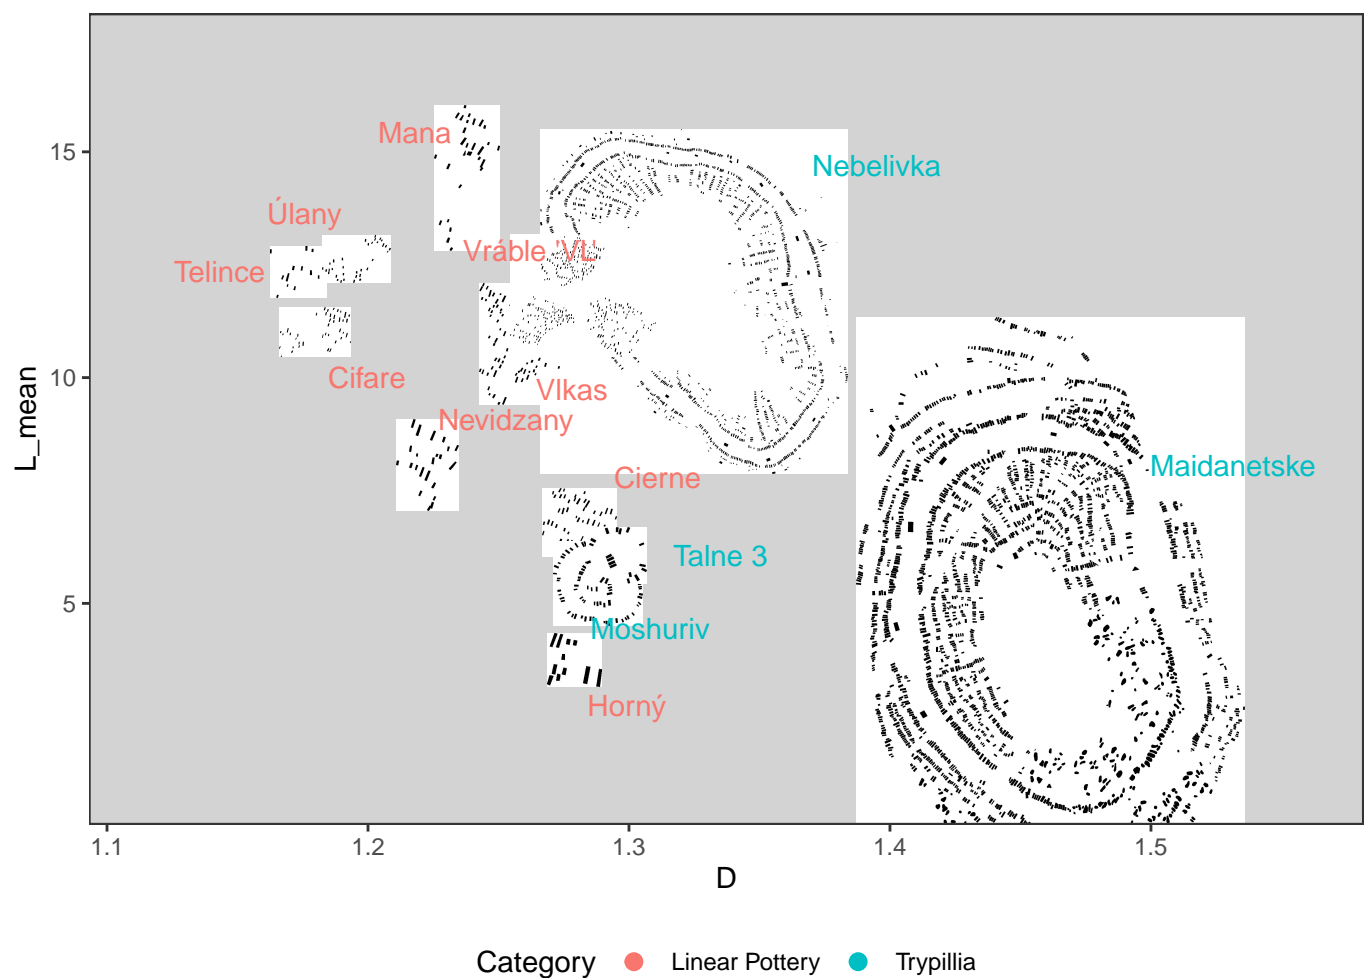 Mana
15
Nebelivka
Úlany
Vráble 'VL'
Telince
L_mean
10
Cifare
Vlkas
Nevidzany
Maidanetske
Cierne
Talne 3
5
Moshuriv
Horný
1.1 1.2 1.3 1.4 1.5
D
Category Linear Pottery Trypillia